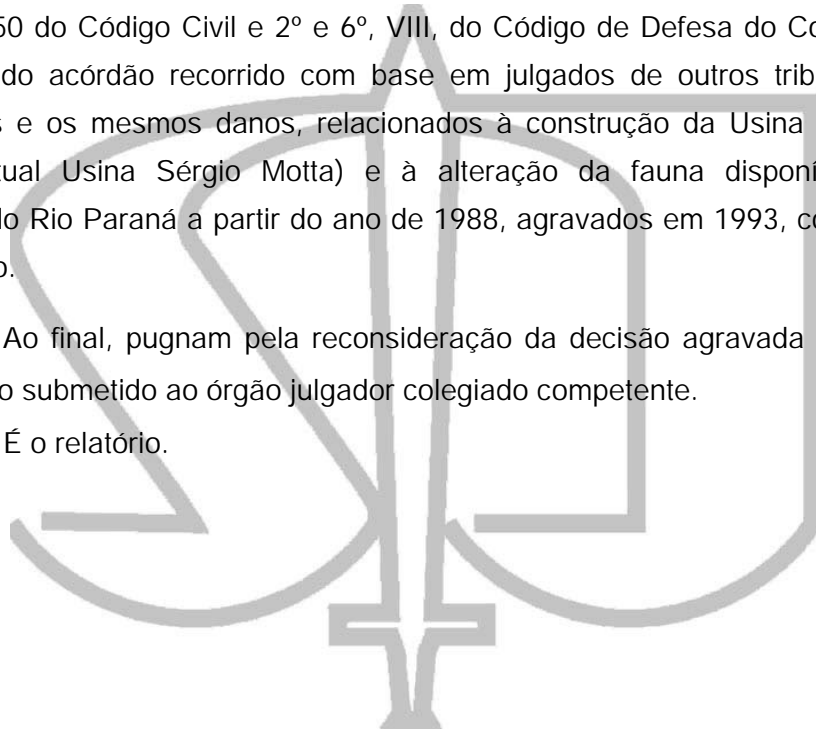 50 do Código Civil e 2º e 6º, VIII, do Código de Defesa do Co
do acórdão recorrido com base em julgados de outros trib
s e os mesmos danos, relacionados à construção da Usina
tual Usina Sérgio Motta) e à alteração da fauna disponí
do Rio Paraná a partir do ano de 1988, agravados em 1993, co
o.
Ao final, pugnam pela reconsideração da decisão agravada
o submetido ao órgão julgador colegiado competente.
É o relatório.